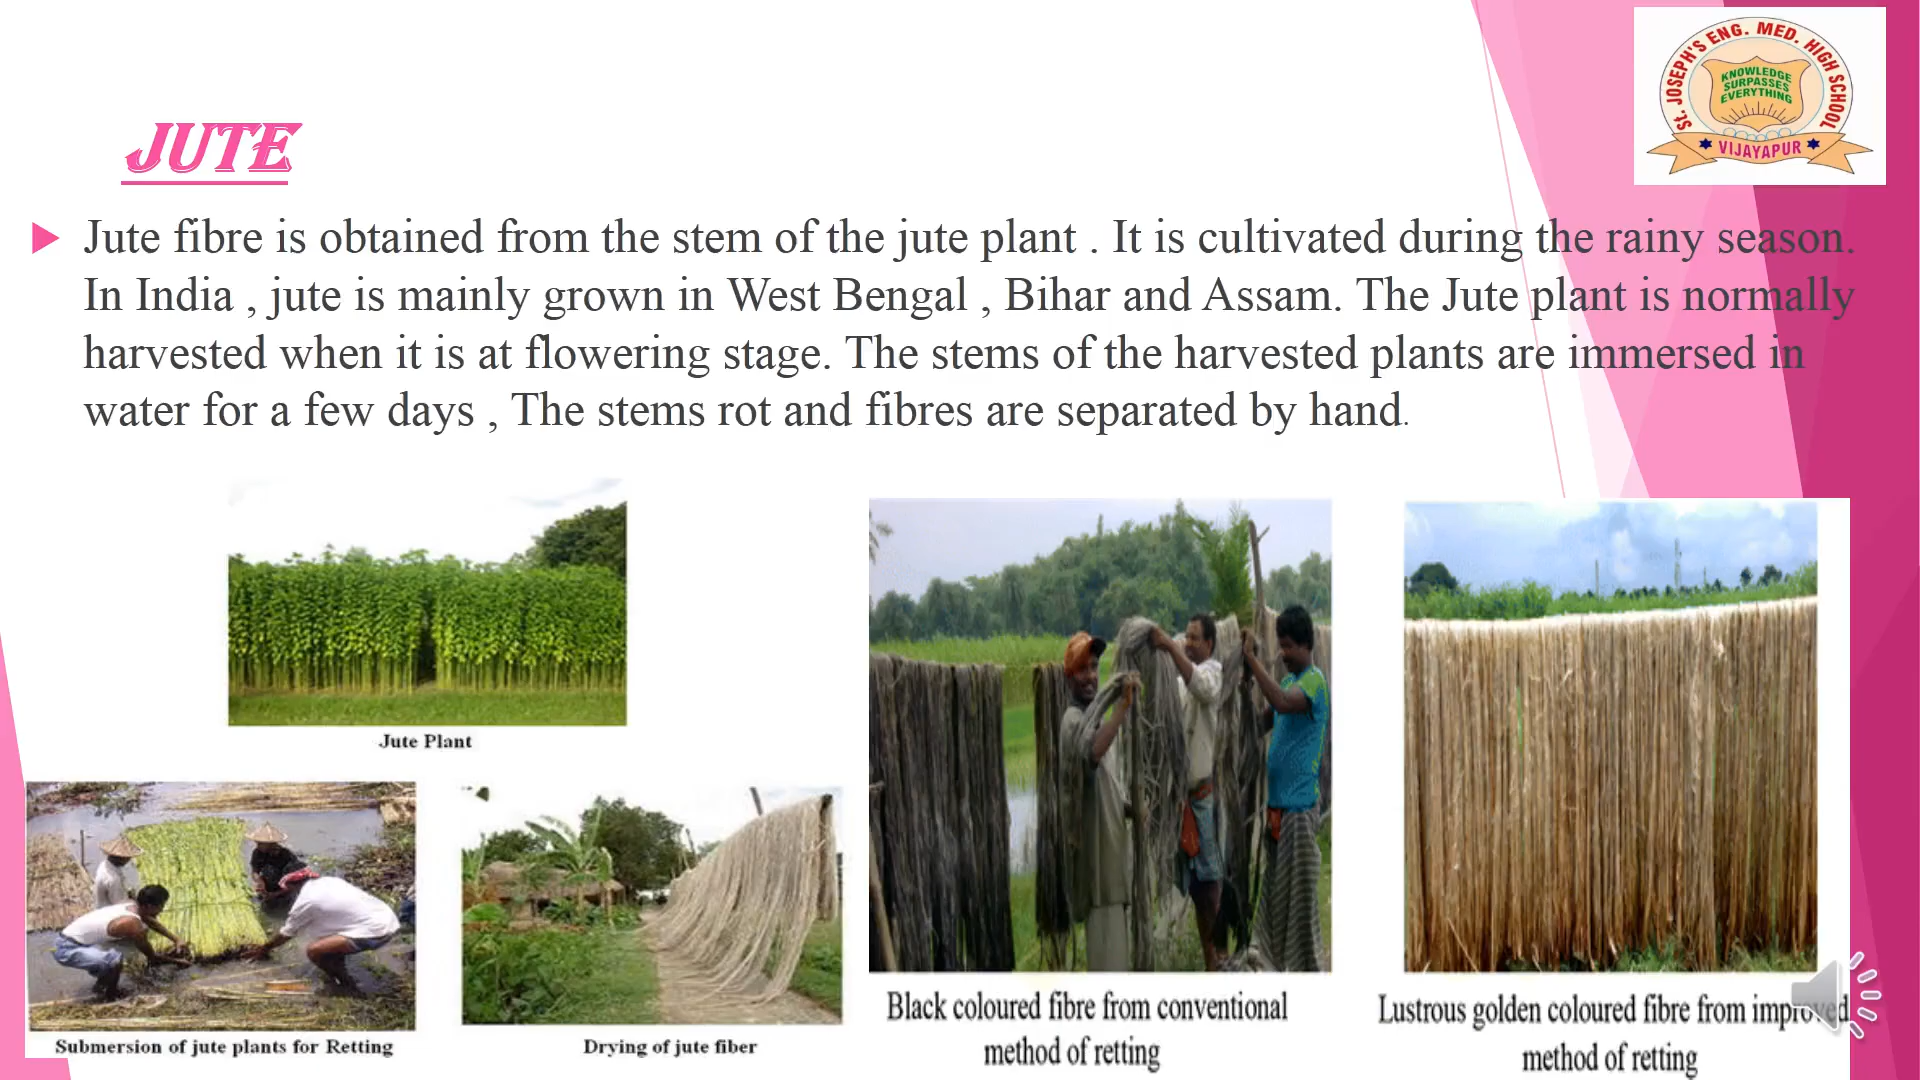 St. JOSEPH'S ENG. MED. HIGH SCHOOL
KNOWLEDGE
SURPASSES
EVERYTHING
VIJAYAPUR
JUTE
Jute fibre is obtained from the stem of the jute plant . It is cultivated during the rainy season.
In India , jute is mainly grown in West Bengal , Bihar and Assam. The Jute plant is normally
harvested when it is at flowering stage. The stems of the harvested plants are immersed in
water for a few days , The stems rot and fibres are separated by hand.
Jute Plant
Submersion of jute plants for Retting
Drying of jute fiber
Black coloured fibre from conventional
method of retting
Lustrous golden coloured fibre from improved
method of retting